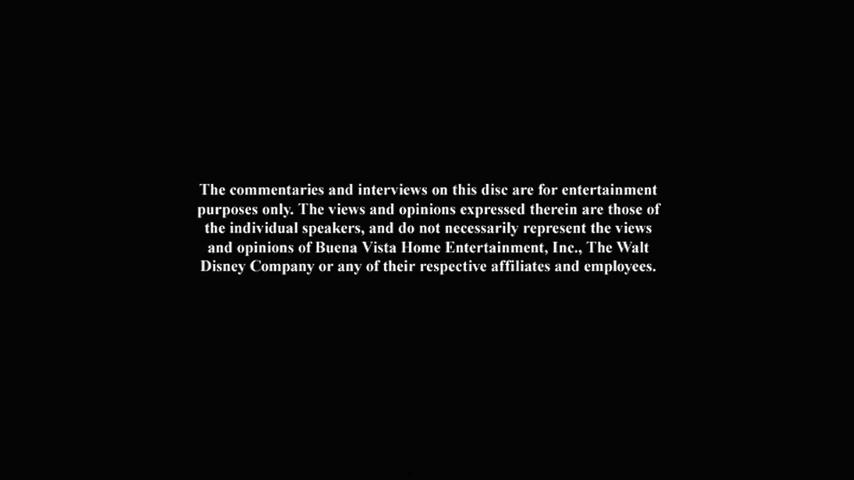 The commentaries and interviews on this disc are for entertainment
purposes only. The views and opinions expressed therein are those of
the individual speakers, and do not necessarily represent the views
and opinions of Buena Vista Home Entertainment, Inc., The Walt
Disney Company or any of their respective affiliates and employees.